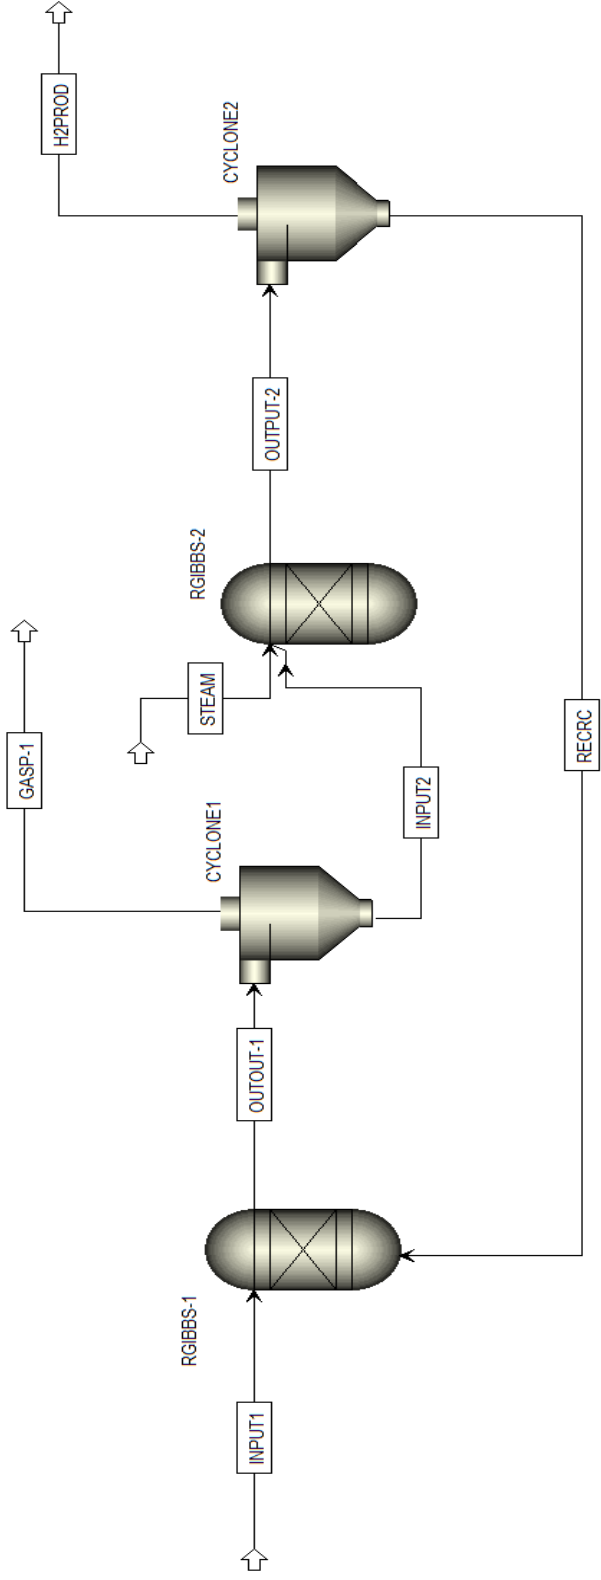 INPUT1
RGIBBS-1
OUTOUT-1
CYCLONE1
GASP-1
INPUT2
STEAM
RGIBBS-2
OUTPUT-2
CYCLONE2
H2PROD
RECRC